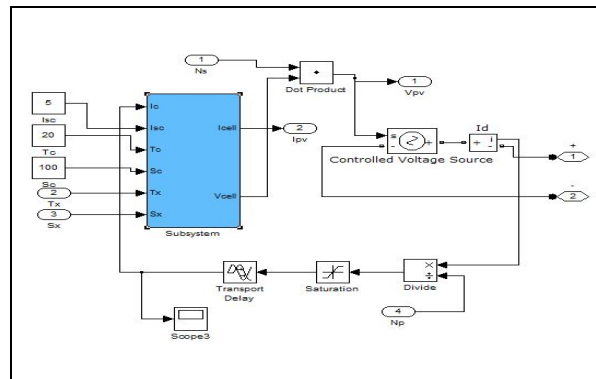 1
Ns
Dot Product
1
Vpv
5
Isc
20
Tc
100
Sc
2
Tx
3
Sx
Ic
Isc
Tc
Sc
Tx
Sx
Icell
Vcell
Subsystem
2
Ipv
s
-
+
Controlled Voltage Source
Id
+
i
-
+
1
-
2
Transport
Delay
Saturation
×
÷
Divide
4
Np
Scope3